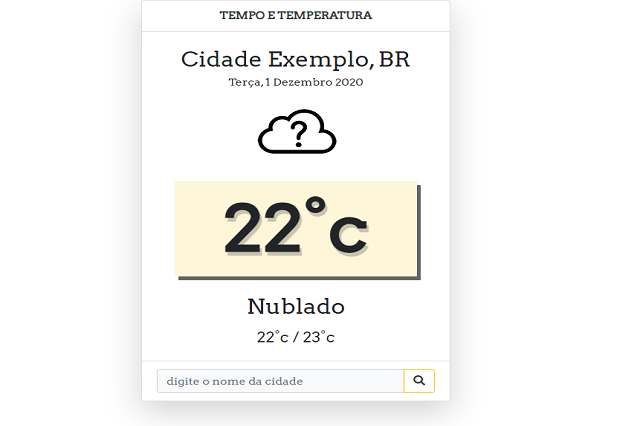 TEMPO E TEMPERATURA
Cidade Exemplo, BR
Terça, 1 Dezembro 2020
?
22°c
Nublado
22°c / 23°c
digite o nome da cidade